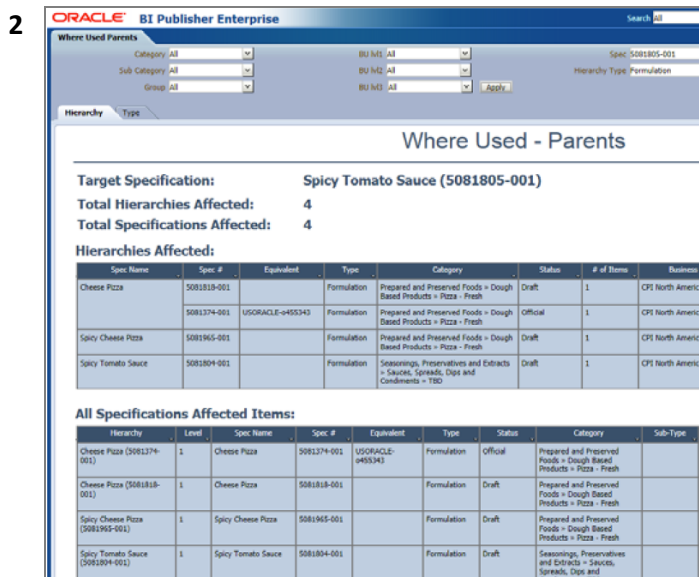 2
ORACLE BI Publisher Enterprise
Search All
Where Used Parents
Category All BU lvl1 All Spec 5081805-001
Sub Category All BU lvl2 All Hierarchy Type Formulation
Group All BU lvl3 All Apply
Hierarchy Type
Where Used - Parents
Target Specification: Spicy Tomato Sauce (5081805-001)
Total Hierarchies Affected: 4
Total Specifications Affected: 4
Hierarchies Affected:
Spec Name Spec # Equivalent Type Category Status # of Items Business
Cheese Pizza 5081818-001 Formulation Prepared and Preserved Foods » Dough Draft 1 CPI North Americ
Based Products » Pizza - Fresh
5081374-001 USORACLE-o455343 Formulation Prepared and Preserved Foods » Dough Official 1 CPI North Americ
Based Products » Pizza - Fresh
Spicy Cheese Pizza 5081965-001 Formulation Prepared and Preserved Foods » Dough Draft 1 CPI North Americ
Based Products » Pizza - Fresh
Spicy Tomato Sauce 5081804-001 Formulation Seasonings, Preservatives and Extracts Draft 1 CPI North Americ
» Sauces, Spreads, Dips and
Condiments » TBD
All Specifications Affected Items:
Hierarchy Level Spec Name Spec # Equivalent Type Status Category Sub-Type
Cheese Pizza (5081374- 1 Cheese Pizza 5081374-001 USORACLE- Formulation Official Prepared and Preserved
001) o455343 Foods » Dough Based
Products » Pizza - Fresh
Cheese Pizza (5081818- 1 Cheese Pizza 5081818-001 Formulation Draft Prepared and Preserved
001) Foods » Dough Based
Products » Pizza - Fresh
Spicy Cheese Pizza 1 Spicy Cheese Pizza 5081965-001 Formulation Draft Prepared and Preserved
(5081965-001) Foods » Dough Based
Products » Pizza - Fresh
Spicy Tomato Sauce 1 Spicy Tomato Sauce 5081804-001 Formulation Draft Seasonings, Preservatives
(5081804-001) and Extracts » Sauces,
Spreads, Dips and